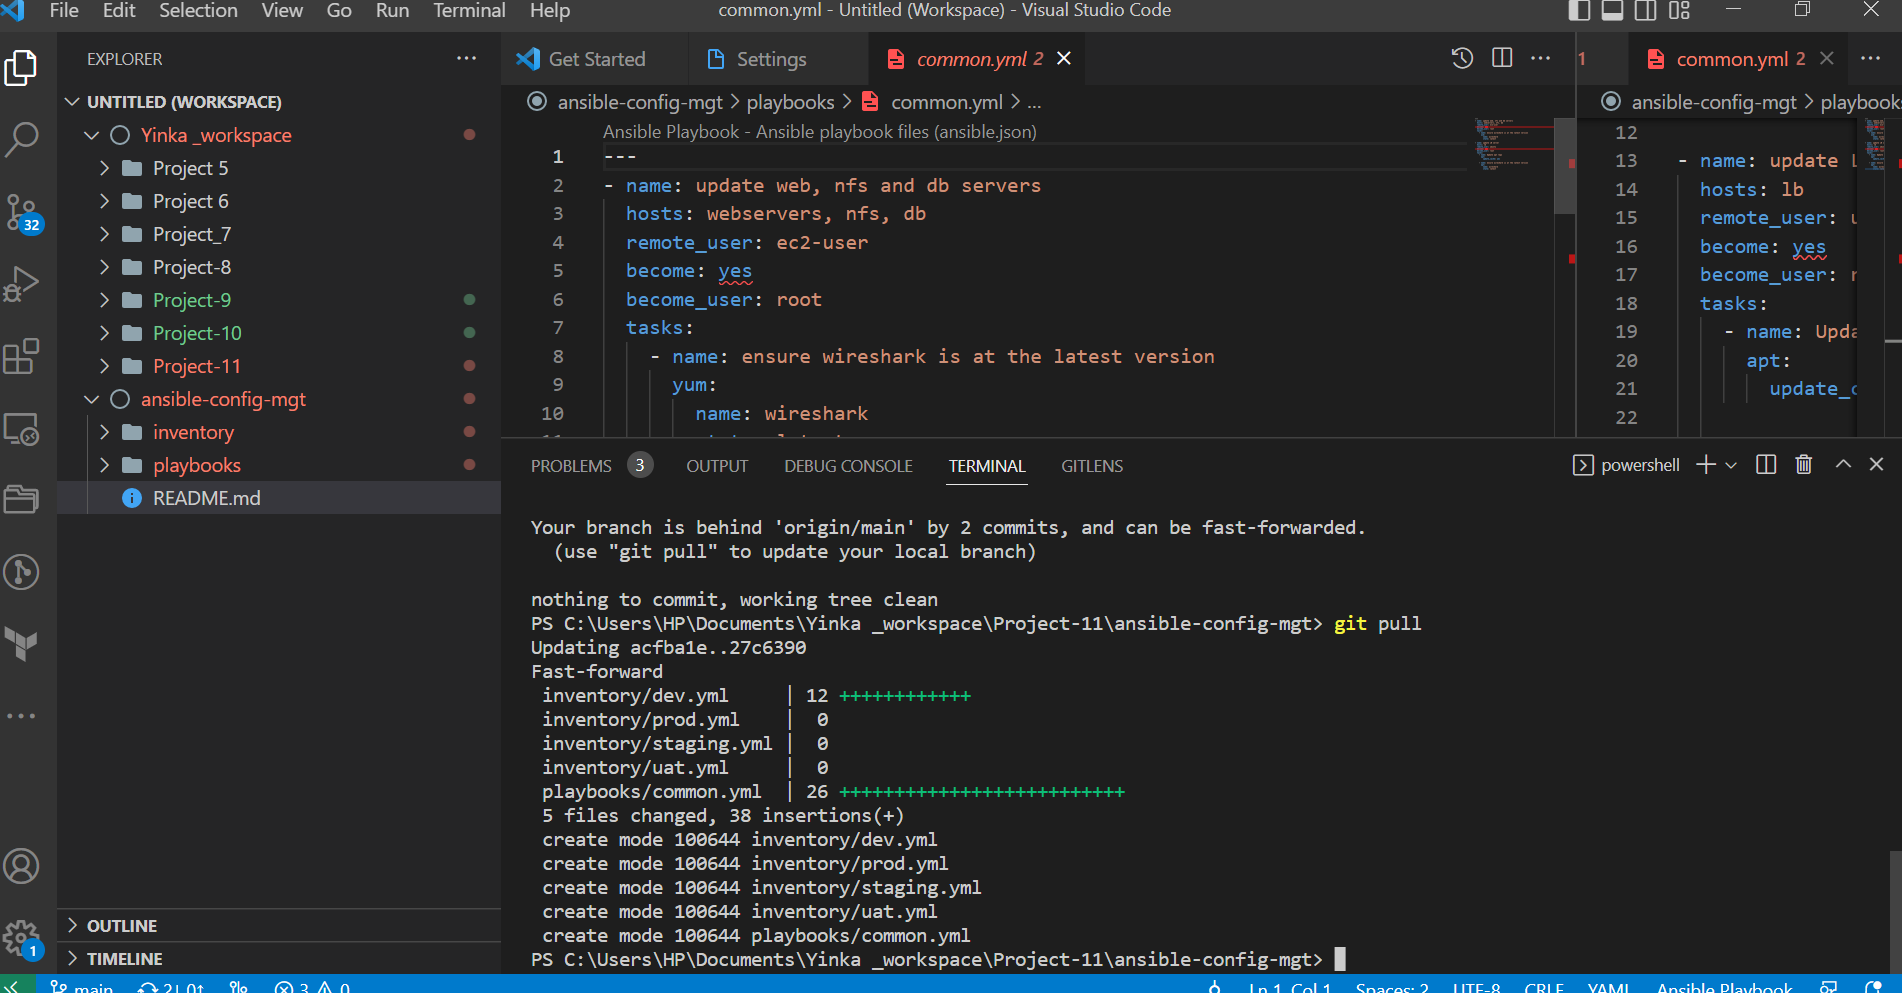 File Edit Selection View Go Run Terminal Help
common.yml - Untitled (Workspace) - Visual Studio Code
EXPLORER
UNTITLED (WORKSPACE)
Yinka _workspace
Project 5
Project 6
Project_7
Project-8
Project-9
Project-10
Project-11
ansible-config-mgt
inventory
playbooks
README.md
OUTLINE
TIMELINE
32
1
Get Started
Settings
common.yml 2
ansible-config-mgt > playbooks > common.yml > ...
Ansible Playbook - Ansible playbook files (ansible.json)
1 ---
2 - name: update web, nfs and db servers
3 hosts: webservers, nfs, db
4 remote_user: ec2-user
5 become: yes
6 become_user: root
7 tasks:
8 - name: ensure wireshark is at the latest version
9 yum:
10 name: wireshark
1
common.yml 2
ansible-config-mgt > playbooks
12
13 - name: update
14 hosts: lb
15 remote_user:
16 become: yes
17 become_user:
18 tasks:
19 - name: Upda
20 apt:
21 update_c
22
PROBLEMS 3 OUTPUT DEBUG CONSOLE TERMINAL GITLENS
powershell
Your branch is behind 'origin/main' by 2 commits, and can be fast-forwarded.
(use "git pull" to update your local branch)
nothing to commit, working tree clean
PS C:\Users\HP\Documents\Yinka _workspace\Project-11\ansible-config-mgt> git pull
Updating acfba1e..27c6390
Fast-forward
inventory/dev.yml | 12 ++++++++++++
inventory/prod.yml | 0
inventory/staging.yml | 0
inventory/uat.yml | 0
playbooks/common.yml | 26 ++++++++++++++++++++++++++
5 files changed, 38 insertions(+)
create mode 100644 inventory/dev.yml
create mode 100644 inventory/prod.yml
create mode 100644 inventory/staging.yml
create mode 100644 inventory/uat.yml
create mode 100644 playbooks/common.yml
PS C:\Users\HP\Documents\Yinka _workspace\Project-11\ansible-config-mgt>
main 2↓ 0↑ 3 0
Ln 1, Col 1 Spaces: 2 UTF-8 CRLF YAML Ansible Playbook